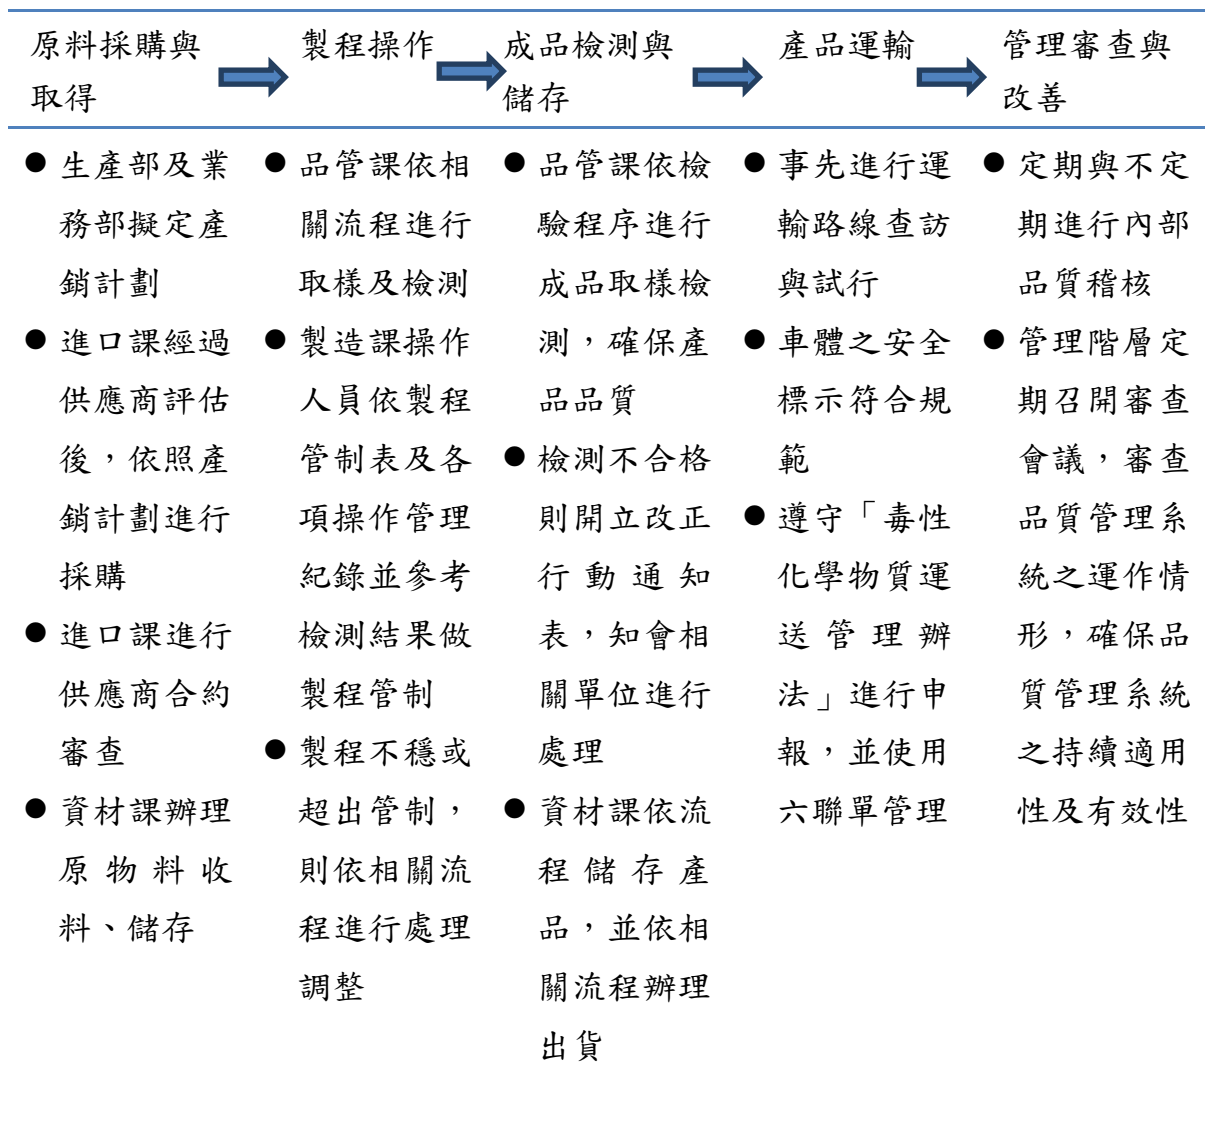 原料採購與
取得
製程操作
成品檢測與
儲存
產品運輸
管理審查與
改善
● 生產部及業
務部擬定產
銷計劃
● 進口課經過
供應商評估
後，依照產
銷計劃進行
採購
● 進口課進行
供應商合約
審查
● 資材課辦理
原物料收
料、儲存
● 品管課依相
關流程進行
取樣及檢測
● 製造課操作
人員依製程
管制表及各
項操作管理
紀錄並參考
檢測結果做
製程管制
● 製程不穩或
超出管制，
則依相關流
程進行處理
調整
● 品管課依檢
驗程序進行
成品取樣檢
測，確保產
品品質
● 檢測不合格
則開立改正
行動通知
表，知會相
關單位進行
處理
● 資材課依流
程儲存產
品，並依相
關流程辦理
出貨
● 事先進行運
輸路線查訪
與試行
● 車體之安全
標示符合規
範
● 遵守「毒性
化學物質運
送管理辦
法」進行申
報，並使用
六聯單管理
● 定期與不定
期進行內部
品質稽核
● 管理階層定
期召開審查
會議，審查
品質管理系
統之運作情
形，確保品
質管理系統
之持續適用
性及有效性